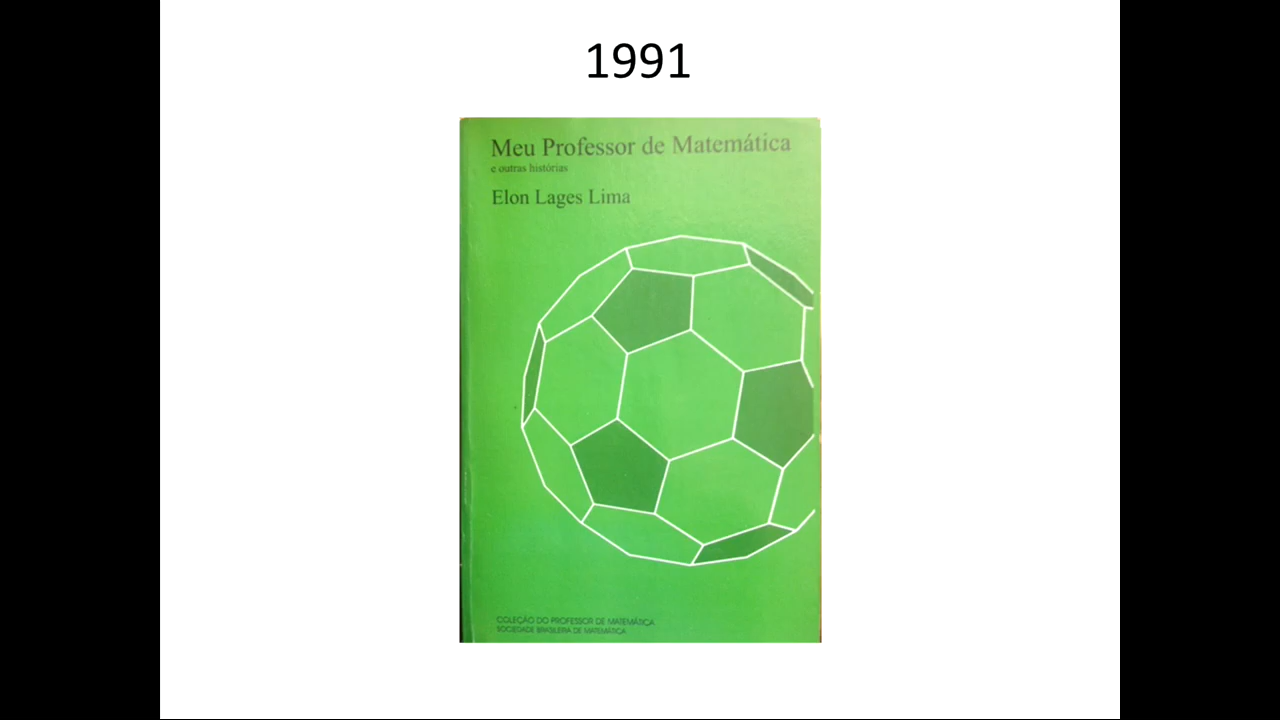 1991
Meu Professor de Matemática
e outras histórias
Elon Lages Lima
COLEÇÃO DO PROFESSOR DE MATEMÁTICA
SOCIEDADE BRASILEIRA DE MATEMÁTICA